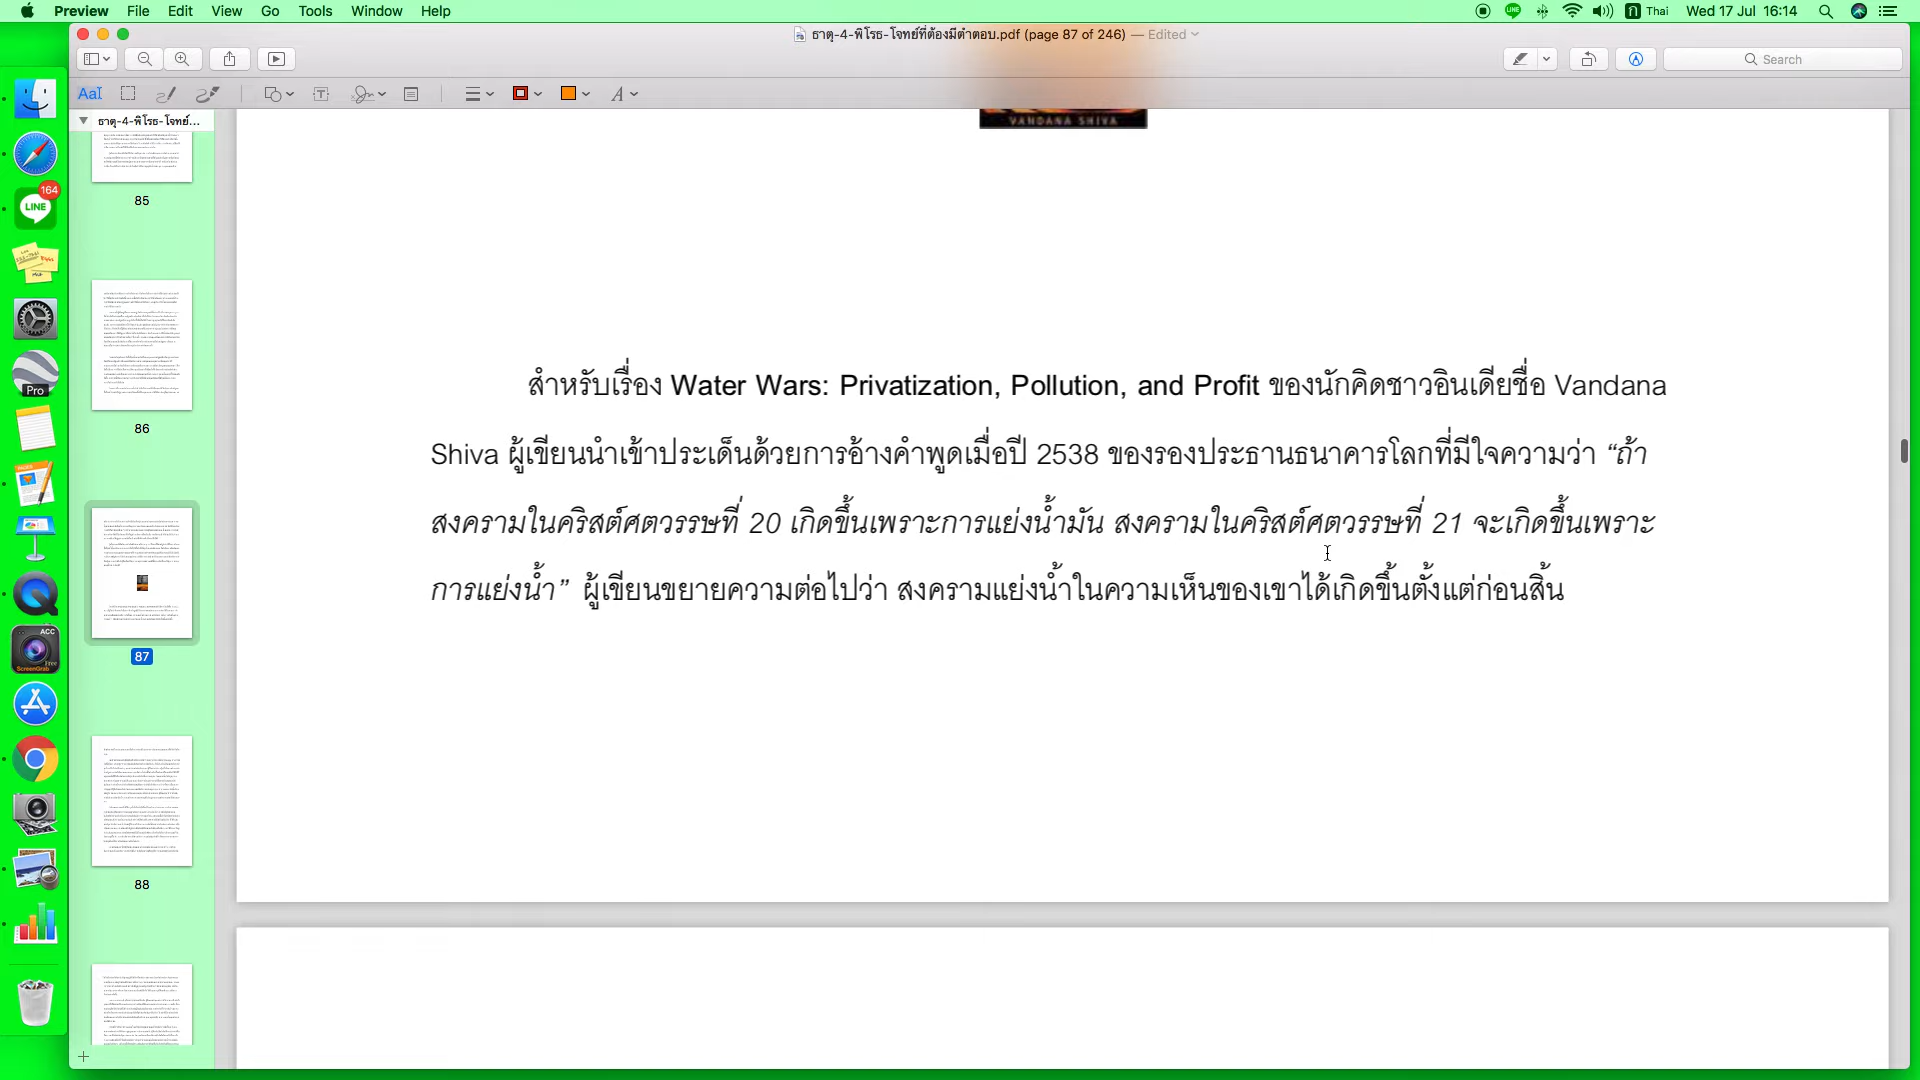 Preview File Edit View Go Tools Window Help
Thai Wed 17 Jul 16:14
ธาตุ-4-พิโรธ-โจทย์ที่ต้องมีคำตอบ.pdf (page 87 of 246) — Edited
Search
ธาตุ-4-พิโรธ-โจทย์...
VANDANA SHIVA
85
164
LINE
Pro
86
สำหรับเรื่อง Water Wars: Privatization, Pollution, and Profit ของนักคิดชาวอินเดียชื่อ Vandana
Shiva ผู้เขียนนำเข้าประเด็นด้วยการอ้างคำพูดเมื่อปี 2538 ของรองประธานธนาคารโลกที่มีใจความว่า “ถ้า
สงครามในคริสต์ศตวรรษที่ 20 เกิดขึ้นเพราะการแย่งน้ำมัน สงครามในคริสต์ศตวรรษที่ 21 จะเกิดขึ้นเพราะ
การแย่งน้ำ” ผู้เขียนขยายความต่อไปว่า สงครามแย่งน้ำในความเห็นของเขาได้เกิดขึ้นตั้งแต่ก่อนสิ้น
ACC
ScreenGrab
87
88